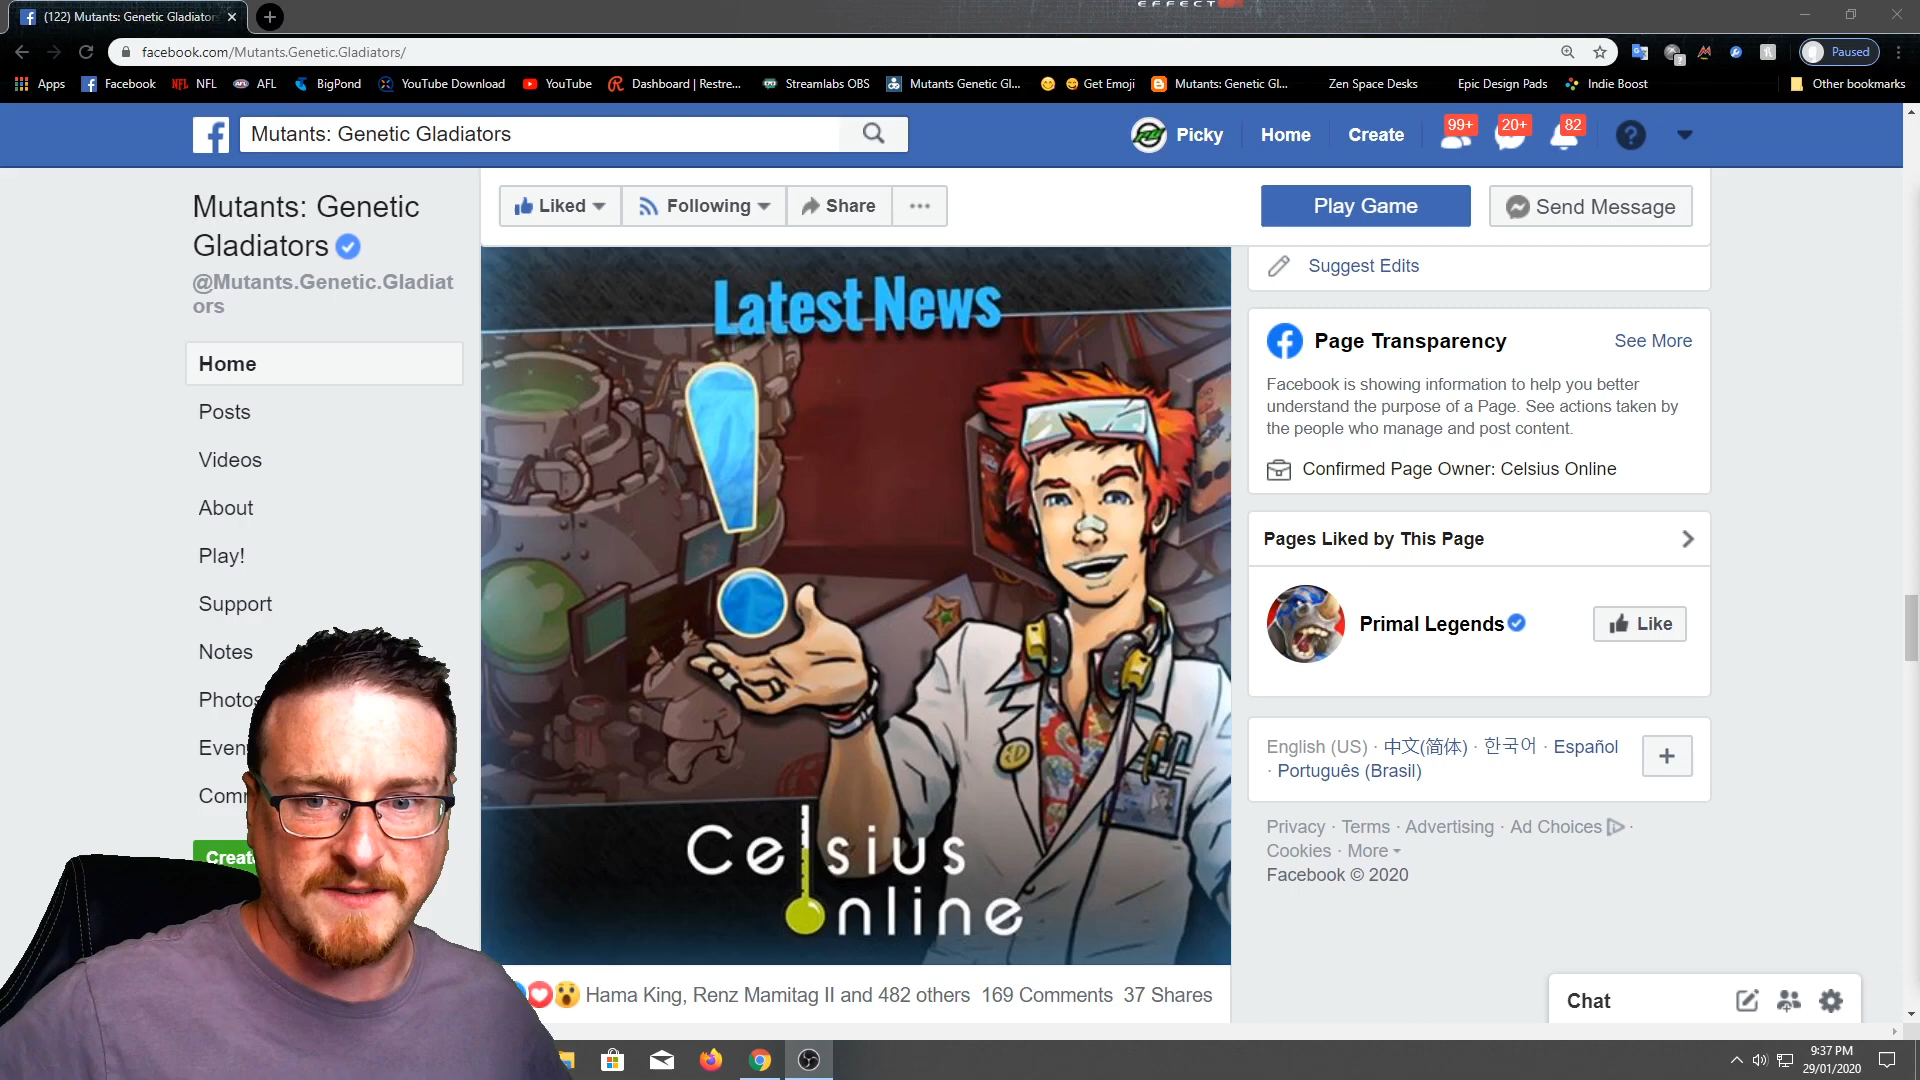 EFFECT
(122) Mutants: Genetic Gladiator
facebook.com/Mutants.Genetic.Gladiators/
Paused
Apps
Facebook
NFL NFL
AFL
BigPond
YouTube Download
YouTube
Dashboard | Restre...
Streamlabs OBS
Mutants Genetic Gl...
Get Emoji
Mutants: Genetic Gl...
Zen Space Desks
Epic Design Pads
Indie Boost
Other bookmarks
Mutants: Genetic Gladiators
Picky
Home
Create
99+
20+
82
Mutants: Genetic
Gladiators
@Mutants.Genetic.Gladiat
ors
Home
Posts
Videos
About
Play!
Support
Notes
Photos
Even
Com
Creat
Liked
Following
Share
Play Game
Send Message
Latest News
Celsius
Online
Hama King, Renz Mamitag II and 482 others 169 Comments 37 Shares
Suggest Edits
Page Transparency
See More
Facebook is showing information to help you better
understand the purpose of a Page. See actions taken by
the people who manage and post content.
Confirmed Page Owner: Celsius Online
Pages Liked by This Page
Primal Legends
Like
English (US) · 中文(简体) · 한국어 · Español
· Português (Brasil)
Privacy · Terms · Advertising · Ad Choices ·
Cookies · More
Facebook © 2020
Chat
9:37 PM
29/01/2020